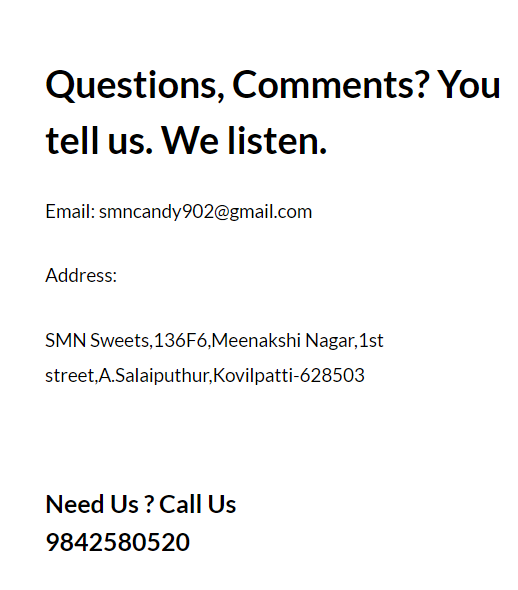 Questions, Comments? You
tell us. We listen.
Email: smncandy902@gmail.com
Address:
SMN Sweets,136F6,Meenakshi Nagar,1st
street,A.Salaiputhur,Kovilpatti-628503
Need Us ? Call Us
9842580520